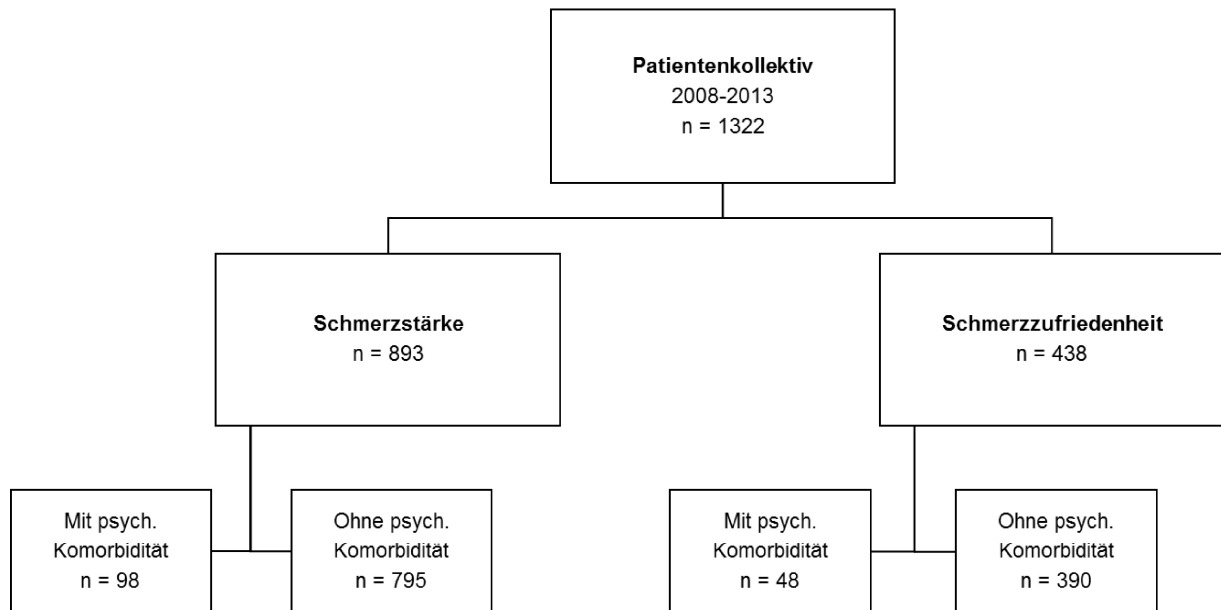 Patientenkollektiv
2008-2013
n = 1322
Schmerzstärke
n = 893
Schmerzzufriedenheit
n = 438
Mit psych.
Komorbidität
n = 98
Ohne psych.
Komorbidität
n = 795
Mit psych.
Komorbidität
n = 48
Ohne psych.
Komorbidität
n = 390